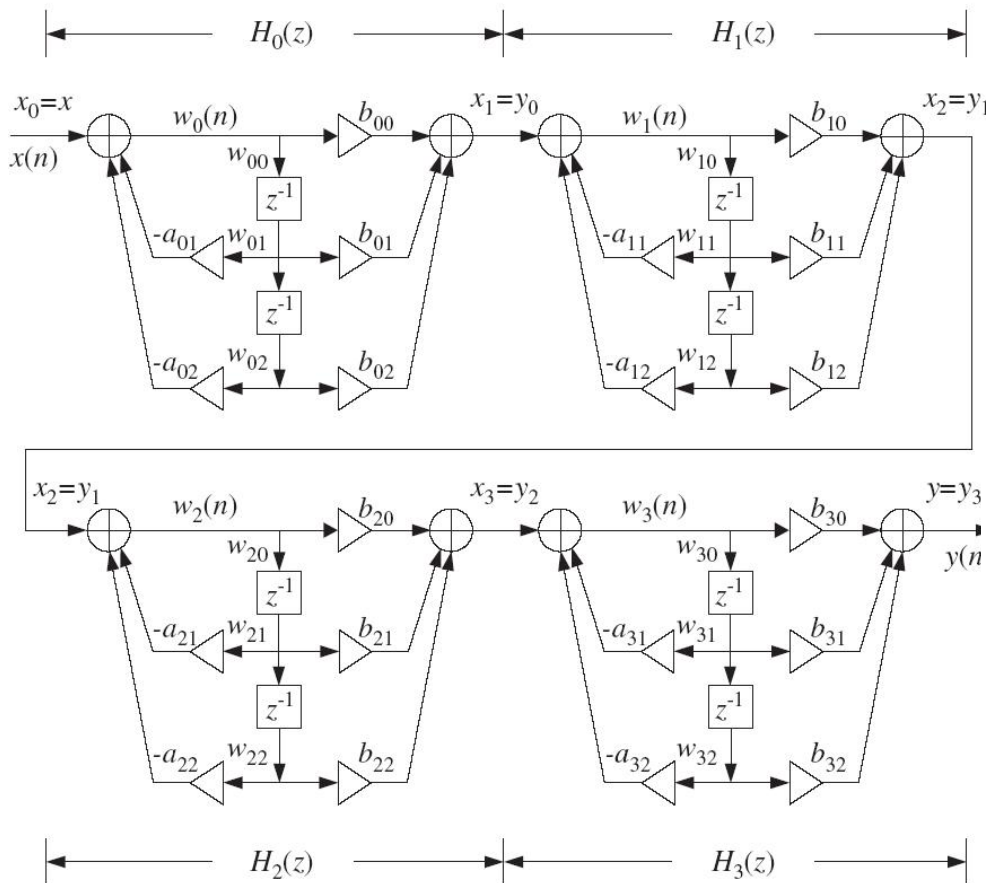 H₀(z) H₁(z)
x₀=x w₀(n) b₀₀ x₁=y₀ w₁(n) b₁₀ x₂=y₁
x(n) w₀₀ w₁₀
z⁻¹ z⁻¹
-a₀₁ w₀₁ b₀₁ -a₁₁ w₁₁ b₁₁
z⁻¹ z⁻¹
-a₀₂ w₀₂ b₀₂ -a₁₂ w₁₂ b₁₂
x₂=y₁ w₂(n) b₂₀ x₃=y₂ w₃(n) b₃₀ y=y₃
w₂₀ w₃₀ y(n
z⁻¹ z⁻¹
-a₂₁ w₂₁ b₂₁ -a₃₁ w₃₁ b₃₁
z⁻¹ z⁻¹
-a₂₂ w₂₂ b₂₂ -a₃₂ w₃₂ b₃₂
H₂(z) H₃(z)